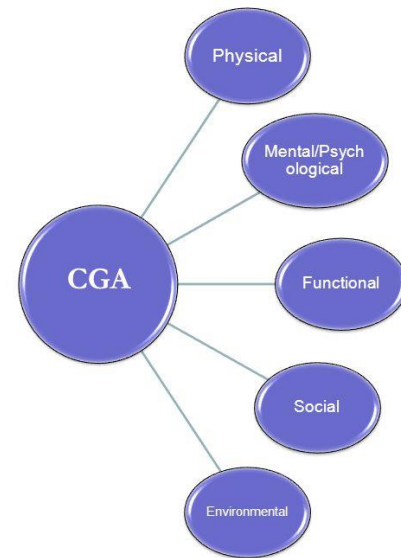 Physical
Mental/Psych
ological
CGA
Functional
Social
Environmental